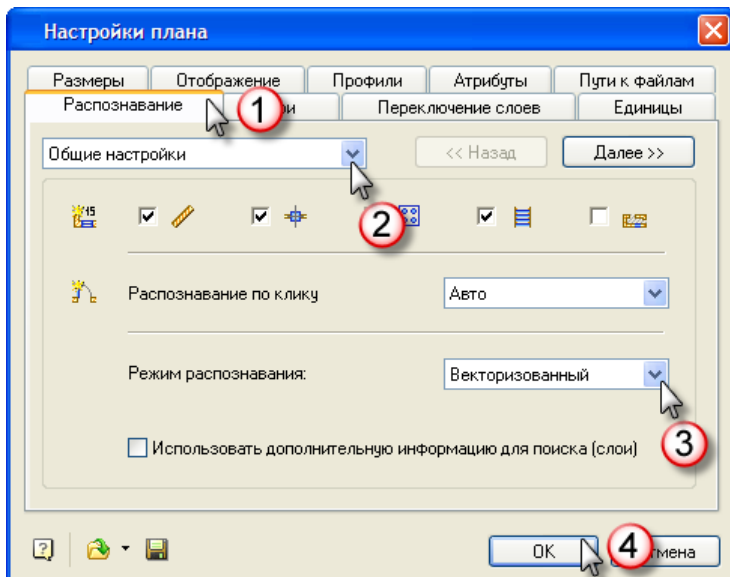 Настройки плана
Размеры
Отображение
Профили
Атрибуты
Пути к файлам
Распознавание
1
Переключение слоев
Единицы
Общие настройки
<< Назад
Далее >>
2
15
Распознавание по клику
Авто
Режим распознавания:
Векторизованный
3
Использовать дополнительную информацию для поиска (слои)
OK
4